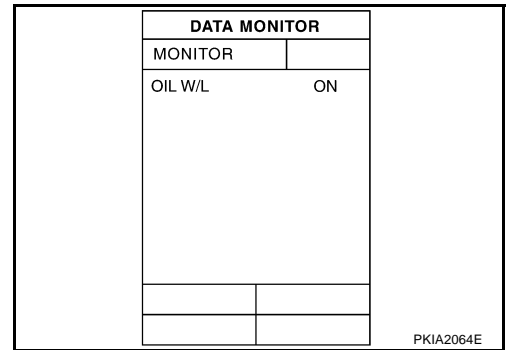 DATA MONITOR
MONITOR
OIL W/L ON
PKIA2064E